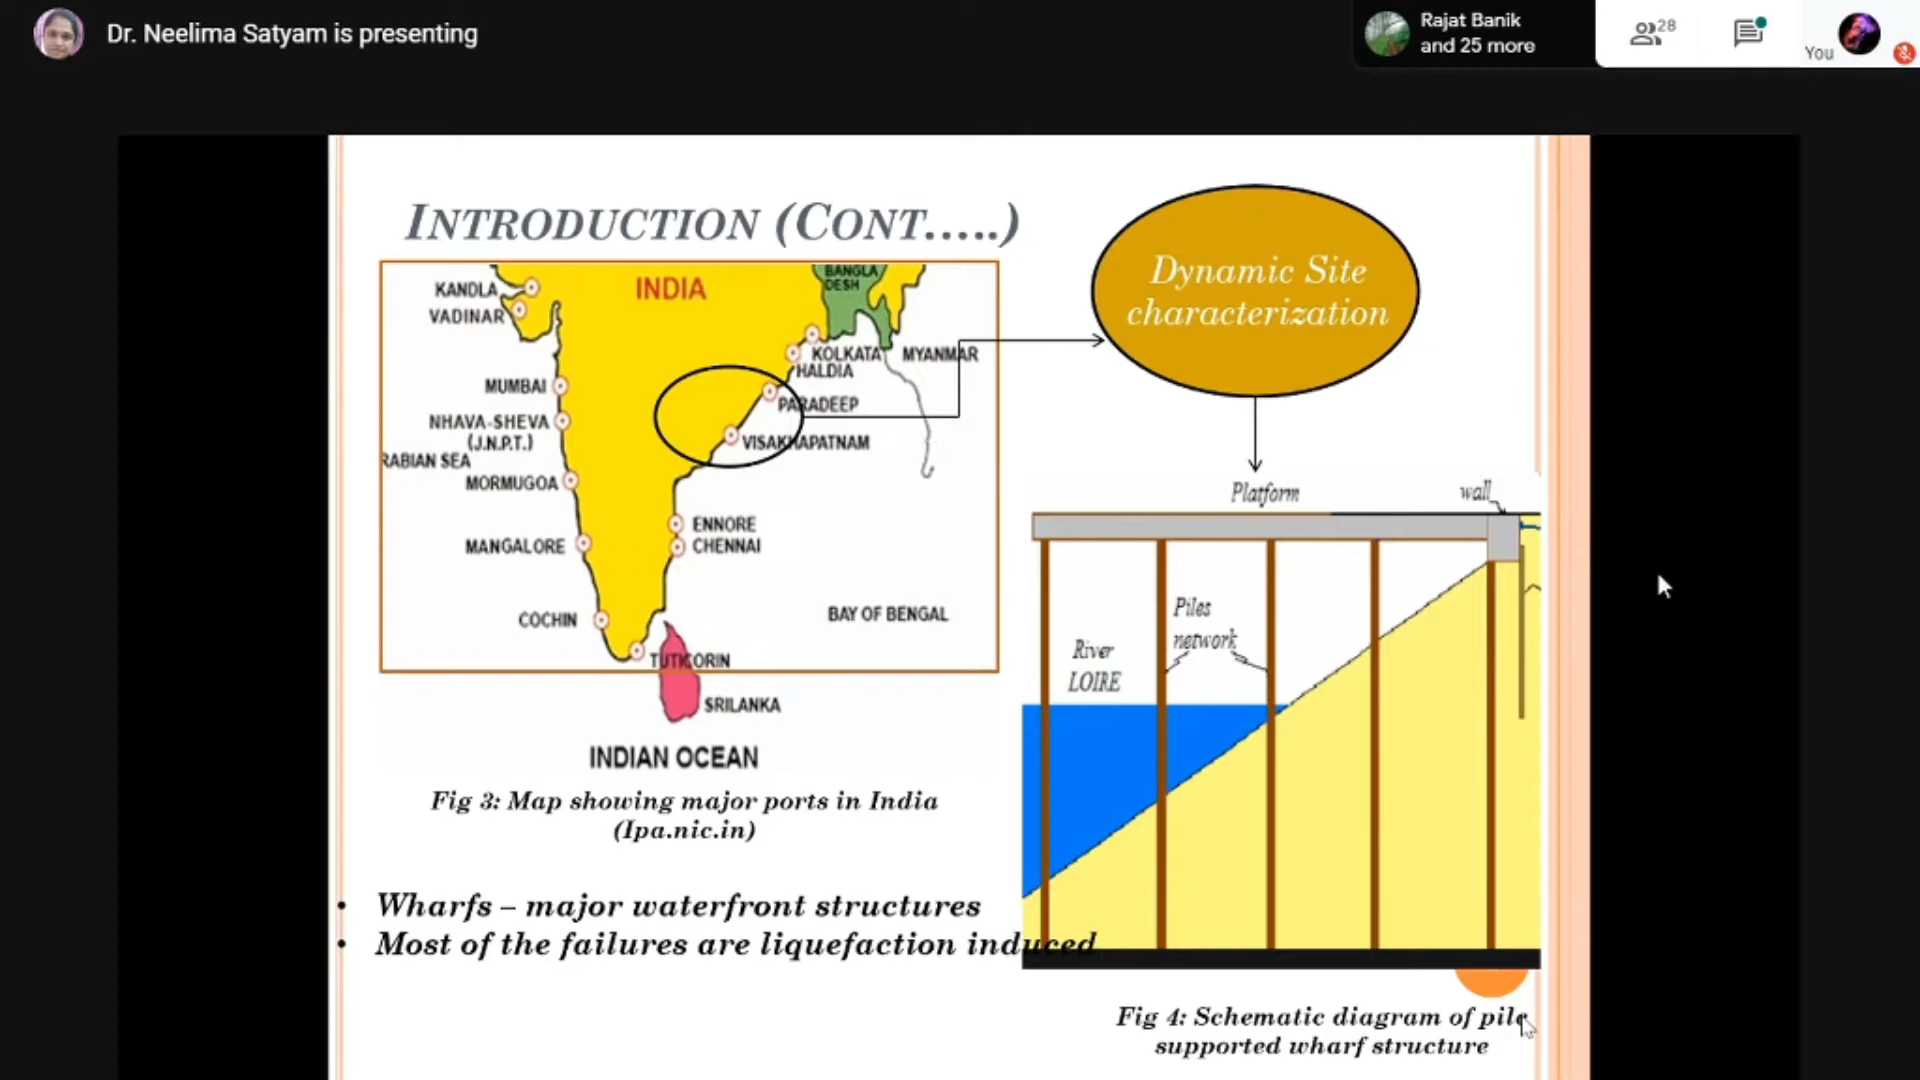 Dr. Neelima Satyam is presenting
Rajat Banik
and 25 more
28
You
INTRODUCTION (CONT.....)
Dynamic Site
characterization
INDIA
BANGLA
DESH
KANDLA
VADINAR
KOLKATA
MYANMAR
HALDIA
MUMBAI
PARADEEP
NHAVA-SHEVA
(J.N.P.T.)
VISAKHAPATNAM
RABIAN SEA
MORMUGOA
ENNORE
MANGALORE
CHENNAI
COCHIN
BAY OF BENGAL
TUTICORIN
SRILANKA
INDIAN OCEAN
Fig 3: Map showing major ports in India
(Ipa.nic.in)
Platform
wall
Piles
network
River
LOIRE
• Wharfs – major waterfront structures
• Most of the failures are liquefaction induced
Fig 4: Schematic diagram of pile
supported wharf structure